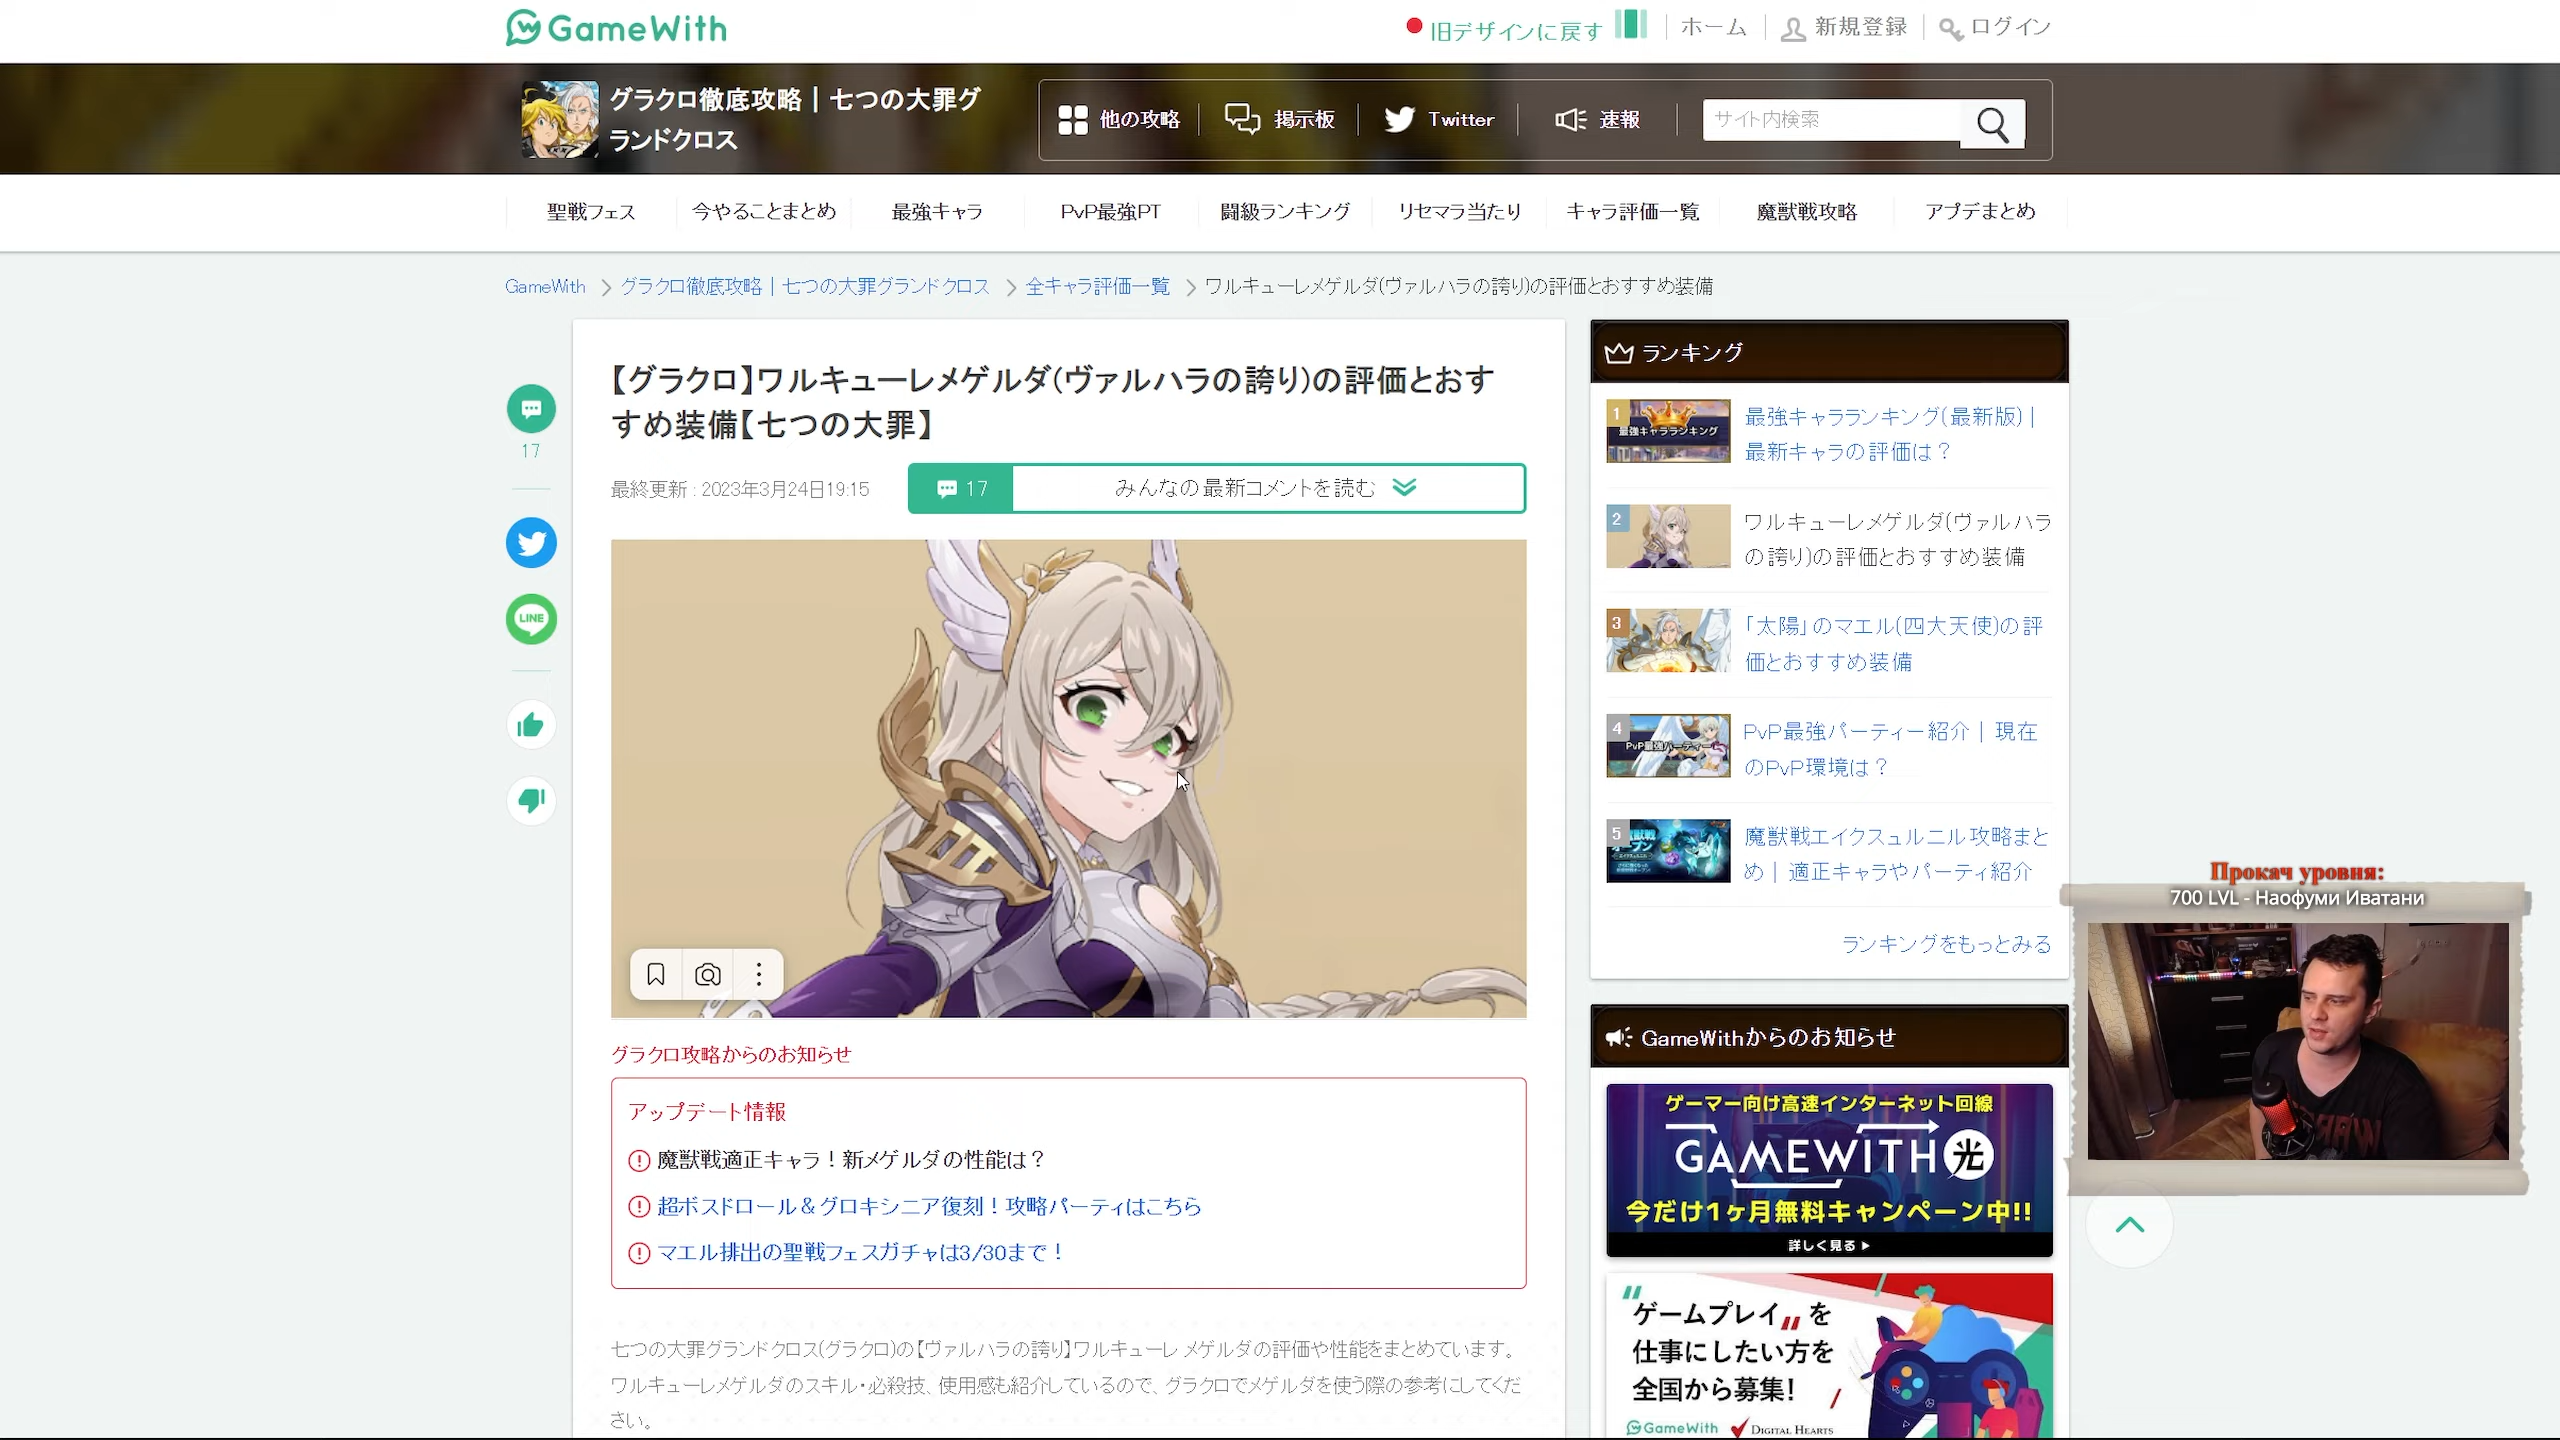 GameWith
旧デザインに戻す
ホーム
新規登録
ログイン
グラクロ徹底攻略 | 七つの大罪グ
ランドクロス
他の攻略
掲示板
Twitter
速報
サイト内検索
聖戦フェス
今やることまとめ
最強キャラ
PvP最強PT
闘級ランキング
リセマラ当たり
キャラ評価一覧
魔獣戦攻略
アプデまとめ
GameWith
グラクロ徹底攻略 | 七つの大罪グランドクロス
全キャラ評価一覧
ワルキューレメゲルダ(ヴァルハラの誇り)の評価とおすすめ装備
【グラクロ】ワルキューレメゲルダ(ヴァルハラの誇り)の評価とおす
すめ装備【七つの大罪】
17
最終更新 : 2023年3月24日19:15
17
みんなの最新コメントを読む
LINE
グラクロ攻略からのお知らせ
アップデート情報
魔獣戦適正キャラ！新メゲルダの性能は？
超ボスドロール＆グロキシニア復刻！攻略パーティはこちら
マエル排出の聖戦フェスガチャは3/30まで！
七つの大罪グランドクロス(グラクロ)の【ヴァルハラの誇り】ワルキューレ メゲルダの評価や性能をまとめています。
ワルキューレメゲルダのスキル・必殺技、使用感も紹介しているので、グラクロでメゲルダを使う際の参考にしてくだ
さい。
ランキング
1
最強キャラランキング
最強キャラランキング(最新版) |
最新キャラの評価は？
2
ワルキューレメゲルダ(ヴァルハラ
の誇り)の評価とおすすめ装備
3
「太陽」のマエル(四大天使)の評
価とおすすめ装備
4
PvP最強パーティー
PvP最強パーティー紹介 | 現在
のPvP環境は？
5
魔獣戦エイクスュルニル攻略まと
め | 適正キャラやパーティ紹介
ランキングをもっとみる
GameWithからのお知らせ
ゲーマー向け高速インターネット回線
GAMEWITH光
今だけ1ヶ月無料キャンペーン中!!
詳しく見る
"ゲームプレイ"を
仕事にしたい方を
全国から募集!
GameWith
DIGITAL HEARTS
Прокач уровня:
700 LVL - Наофуми Иватани